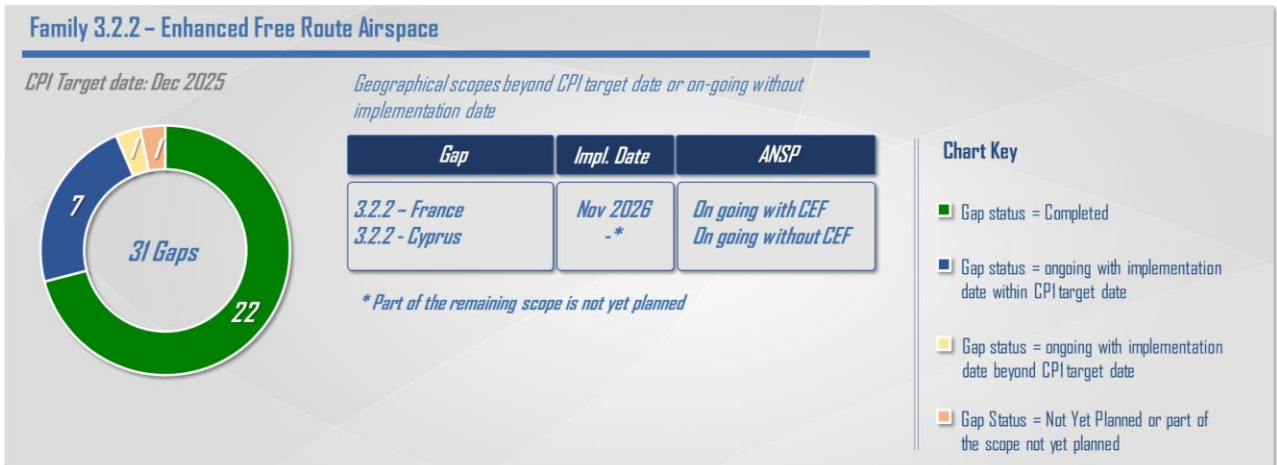 Family 3.2.2 – Enhanced Free Route Airspace
CP1 Target date: Dec 2025
Geographical scopes beyond CP1 target date or on-going without
implementation date
Gap Impl. Date ANSP
3.2.2 – France Nov 2026 On going with CEF
3.2.2 - Cyprus -* On going without CEF
* Part of the remaining scope is not yet planned
1 1
7
31 Gaps
22
Chart Key
Gap status = Completed
Gap status = ongoing with implementation
date within CP1 target date
Gap status = ongoing with implementation
date beyond CP1 target date
Gap Status = Not Yet Planned or part of
the scope not yet planned